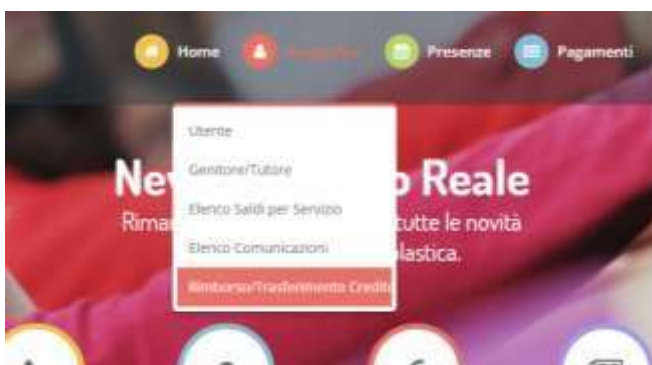 Home Presenze Pagamenti
Utente
Genitore/Tutore
Elenco Saldi per Servizio
Elenco Comunicazioni
Rimborso/Trasferimento Credito
Reale
Rima
tutte le novità
lastica.